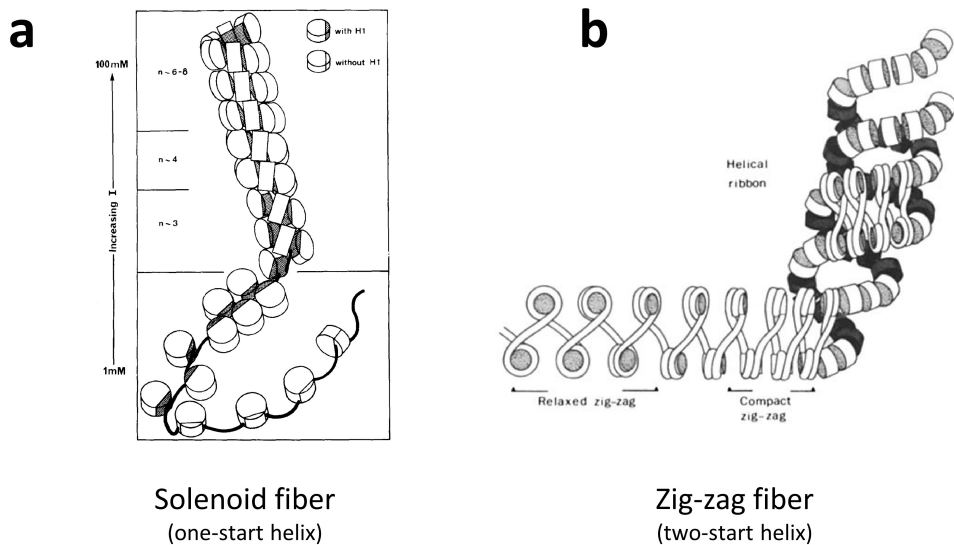 a
100mM
n~6-8
n~4
n~3
Increasing I
1mM
with H1
without H1
Solenoid fiber
(one-start helix)
b
Helical
ribbon
Relaxed zig-zag
Compact
zig-zag
Zig-zag fiber
(two-start helix)